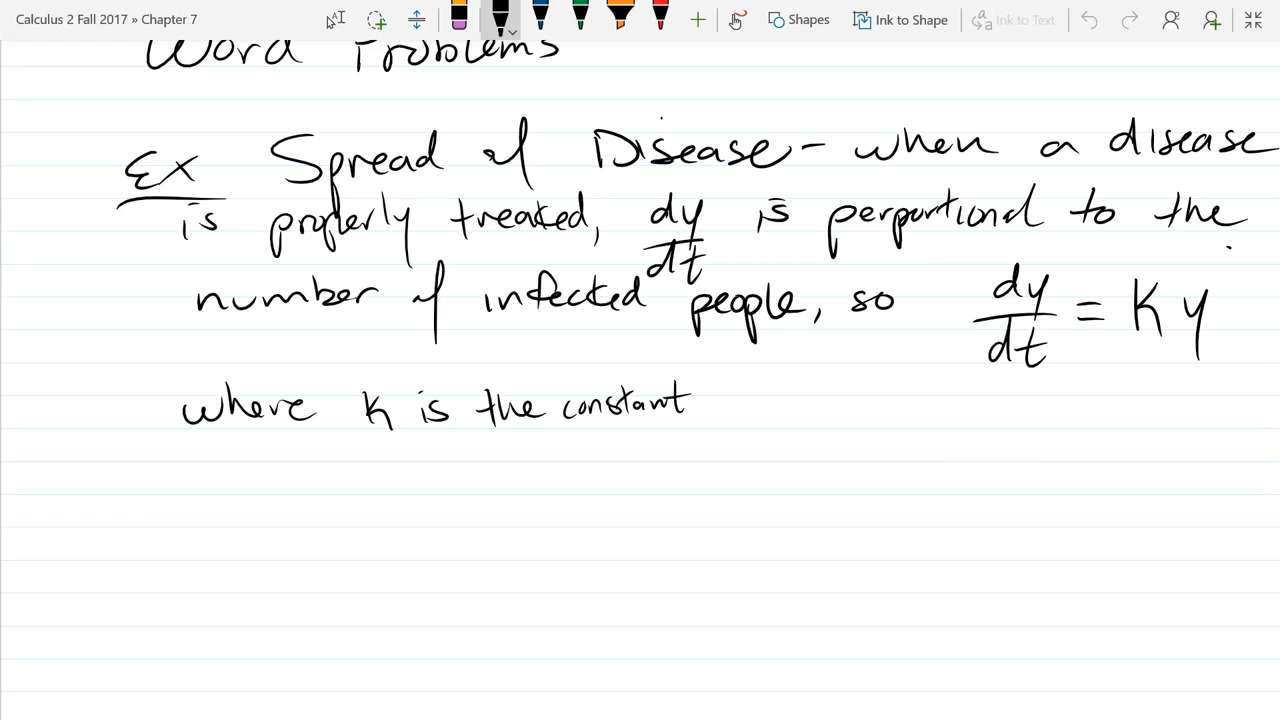 Calculus 2 Fall 2017 » Chapter 7
Shapes
Ink to Shape
Ink to Text
Word Problems
Ex Spread of Disease - when a disease
is properly treated, dy/dt is perportional to the
number of infected people, so dy/dt = Ky
where K is the constant